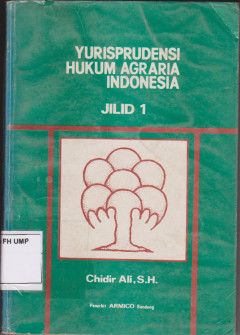 YURISPRUDENSI
HUKUM AGRARIA
INDONESIA
JILID 1
FH UMP
Chidir Ali, S.H.
Penerbit ARMICO Bandung